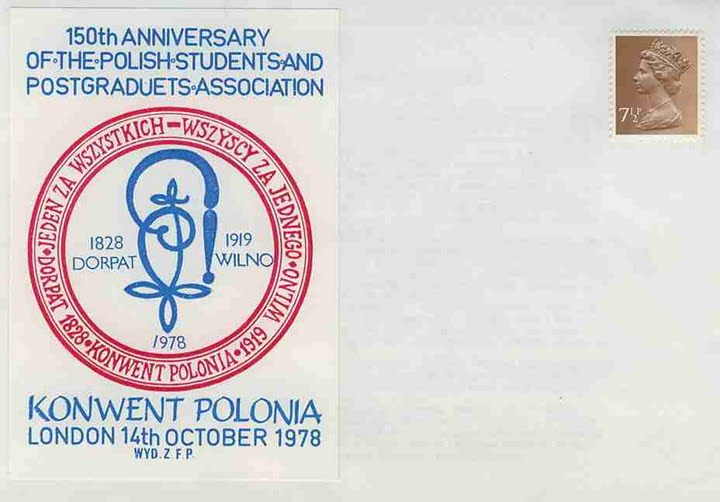 150th ANNIVERSARY
OF•THE•POLISH•STUDENTS•AND
POSTGRADUETS•ASSOCIATION
•JEDEN ZA WSZYSTKICH—WSZYSCY ZA JEDNEGO•
DORPAT 1828•KONWENT POLONIA•1919 WILNO
1828
DORPAT
1919
WILNO
1978
KONWENT POLONIA
LONDON 14th OCTOBER 1978
WYD. Z F. P.
7½P